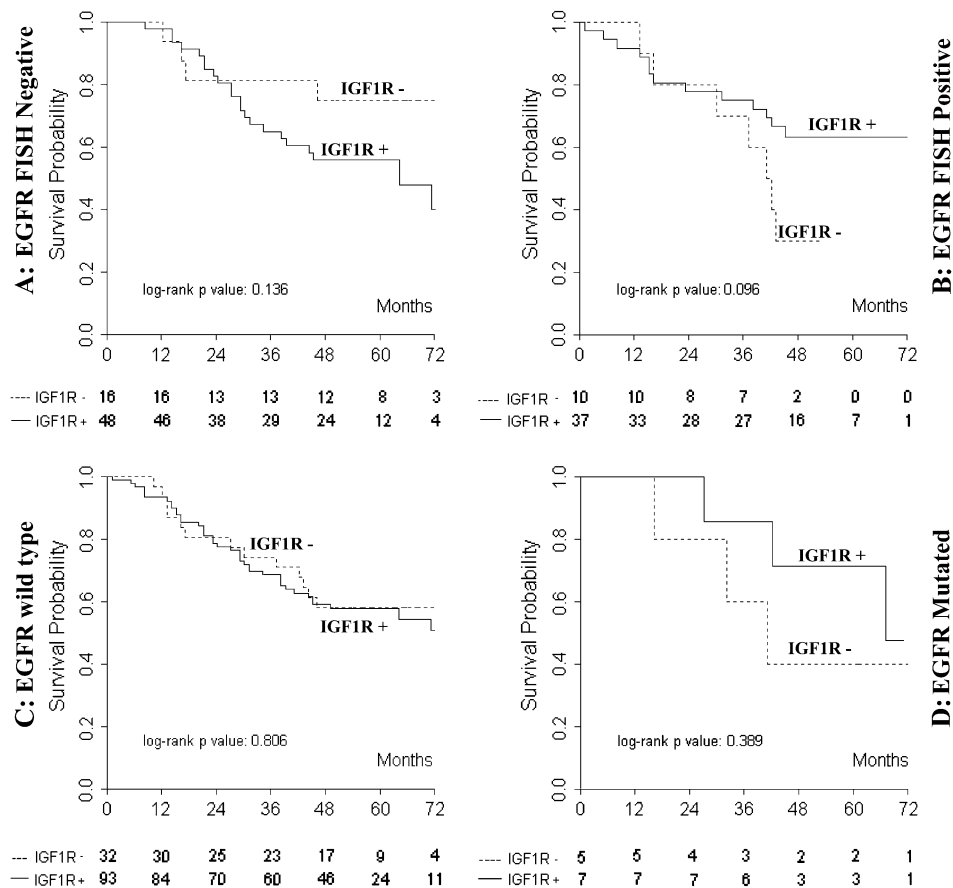 A: EGFR FISH Negative
Survival Probability
1.0
0.8
0.6
0.4
0.2
0.0
IGF1R -
IGF1R +
log-rank p value: 0.136
Months
0 12 24 36 48 60 72
IGF1R - 16 16 13 13 12 8 3
IGF1R + 48 46 38 29 24 12 4
B: EGFR FISH Positive
Survival Probability
1.0
0.8
0.6
0.4
0.2
0.0
IGF1R +
IGF1R -
log-rank p value: 0.096
Months
0 12 24 36 48 60 72
IGF1R - 10 10 8 7 2 0 0
IGF1R + 37 33 28 27 16 7 1
C: EGFR wild type
Survival Probability
1.0
0.8
0.6
0.4
0.2
0.0
IGF1R -
IGF1R +
log-rank p value: 0.806
Months
0 12 24 36 48 60 72
IGF1R - 32 30 25 23 17 9 4
IGF1R + 93 84 70 60 46 24 11
D: EGFR Mutated
Survival Probability
1.0
0.8
0.6
0.4
0.2
0.0
IGF1R +
IGF1R -
log-rank p value: 0.389
Months
0 12 24 36 48 60 72
IGF1R - 5 5 4 3 2 2 1
IGF1R + 7 7 7 6 3 3 1